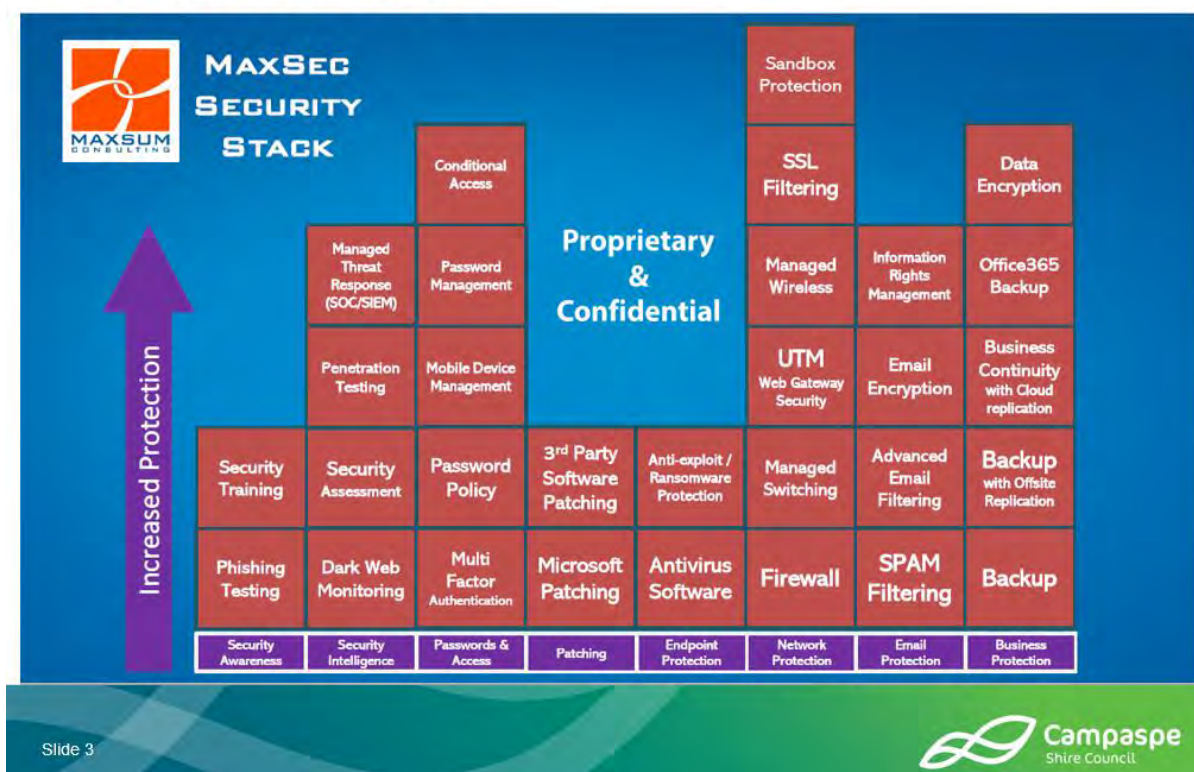 MAXSUM
CONSULTING
MAXSEC
SECURITY
STACK
Increased Protection
Proprietary
&
Confidential
Sandbox
Protection
Conditional
Access
SSL
Filtering
Data
Encryption
Managed
Threat
Response
(SOC/SIEM)
Password
Management
Managed
Wireless
Information
Rights
Management
Office365
Backup
Penetration
Testing
Mobile Device
Management
UTM
Web Gateway
Security
Email
Encryption
Business
Continuity
with Cloud
replication
Security
Training
Security
Assessment
Password
Policy
3rd Party
Software
Patching
Anti-exploit /
Ransomware
Protection
Managed
Switching
Advanced
Email
Filtering
Backup
with Offsite
Replication
Phishing
Testing
Dark Web
Monitoring
Multi
Factor
Authentication
Microsoft
Patching
Antivirus
Software
Firewall
SPAM
Filtering
Backup
Security
Awareness
Security
Intelligence
Passwords &
Access
Patching
Endpoint
Protection
Network
Protection
Email
Protection
Business
Protection
Slide 3
Campaspe
Shire Council